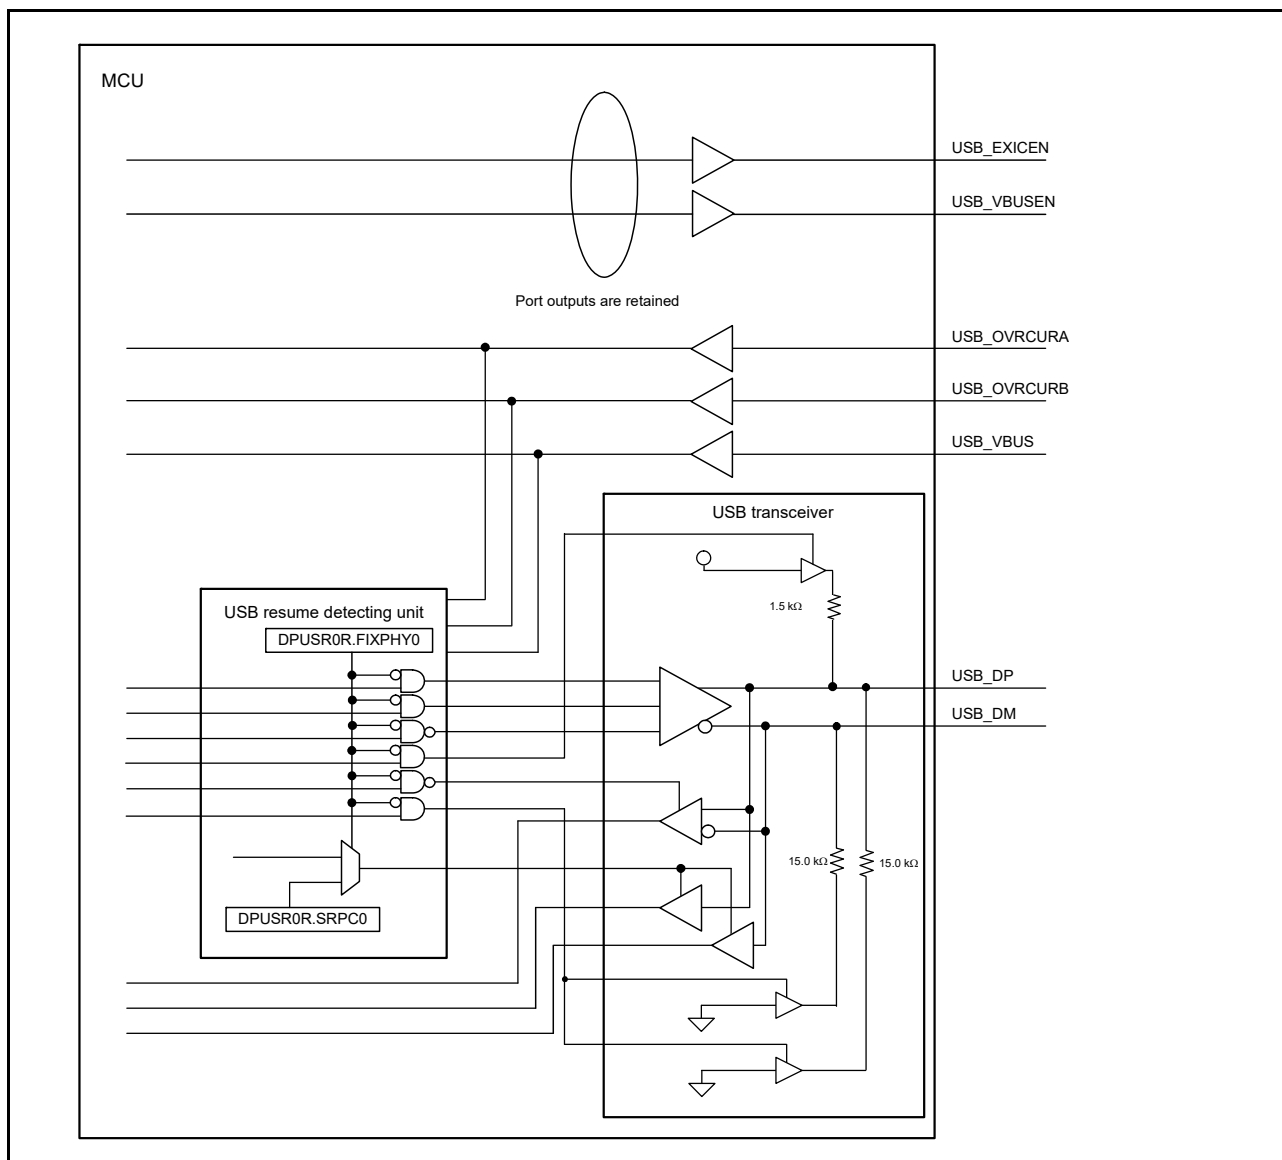 MCU
USB_EXICEN
USB_VBUSEN
Port outputs are retained
USB_OVRCURA
USB_OVRCURB
USB_VBUS
USB transceiver
1.5 kΩ
USB resume detecting unit
DPUSR0R.FIXPHY0
USB_DP
USB_DM
15.0 kΩ
15.0 kΩ
DPUSR0R.SRPC0